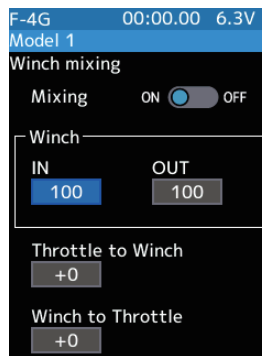 F-4G 00:00.00 6.3V
Model 1
Winch mixing
Mixing ON OFF
Winch
IN OUT
100 100
Throttle to Winch
+0
Winch to Throttle
+0